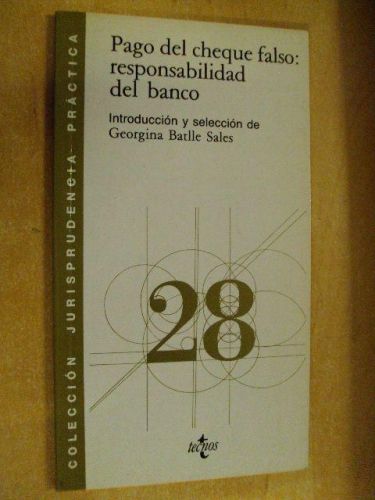 Pago del cheque falso:
responsabilidad
del banco
Introducción y selección de
Georgina Batlle Sales
28
tecnos
COLECCIÓN JURISPRUDENCIA PRÁCTICA